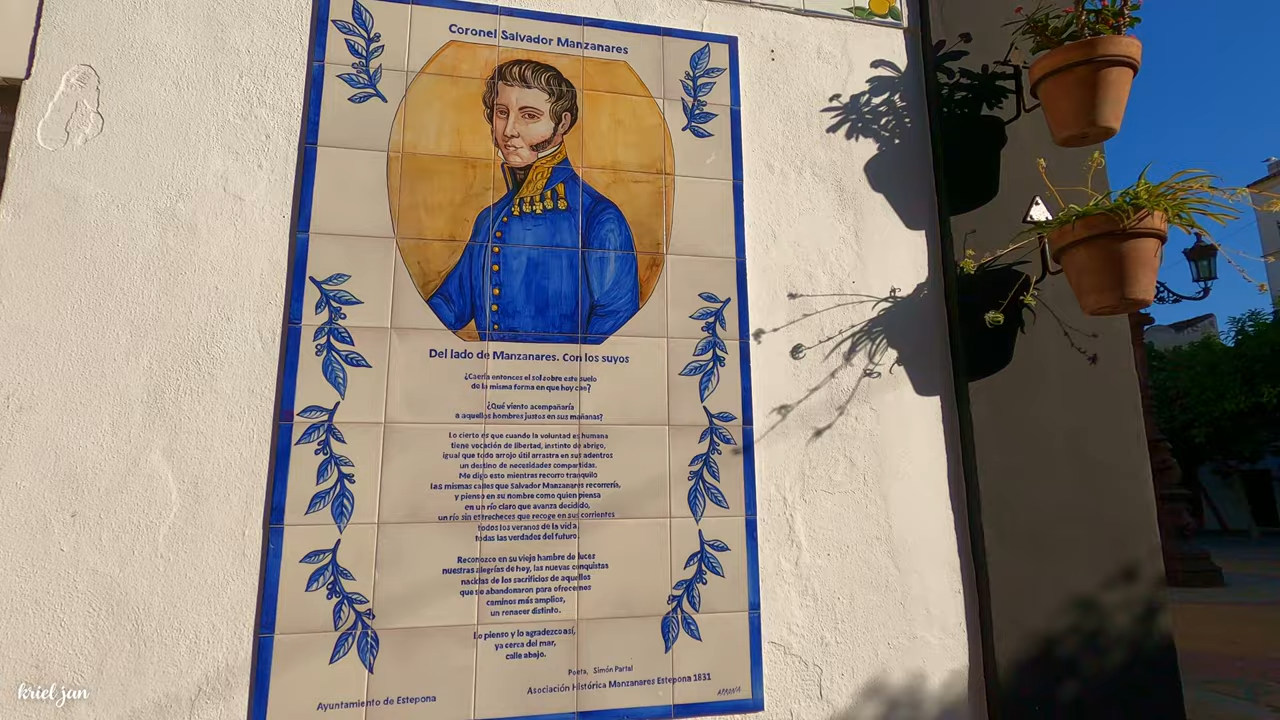 Coronel Salvador Manzanares
Del lado de Manzanares. Con los suyos
¿Caería entonces el sol sobre este suelo
de la misma forma en que hoy cae?
¿Qué viento acompañaría
a aquellos hombres justos en sus mañanas?
Lo cierto es que cuando la voluntad es humana
tiene vocación de libertad, instinto de abrigo,
igual que todo arrojo útil arrastra en sus adentros
un destino de necesidades compartidas.
Me digo esto mientras recorro tranquilo
las mismas calles que Salvador Manzanares recorrería,
y pienso en su nombre como quien piensa
en un río claro que avanza decidido,
un río sin estrecheces que recoge en sus corrientes
todos los veranos de la vida
todas las verdades del futuro.
Reconozco en su vieja hambre de luces
nuestras alegrías de hoy, las nuevas conquistas
nacidas de los sacrificios de aquellos
que se abandonaron para ofrecernos
caminos más amplios,
un renacer distinto.
Lo pienso y lo agradezco así,
ya cerca del mar,
calle abajo.
Poeta, Simón Partal
Asociación Histórica Manzanares Estepona 1831
Ayuntamiento de Estepona
kriel jan